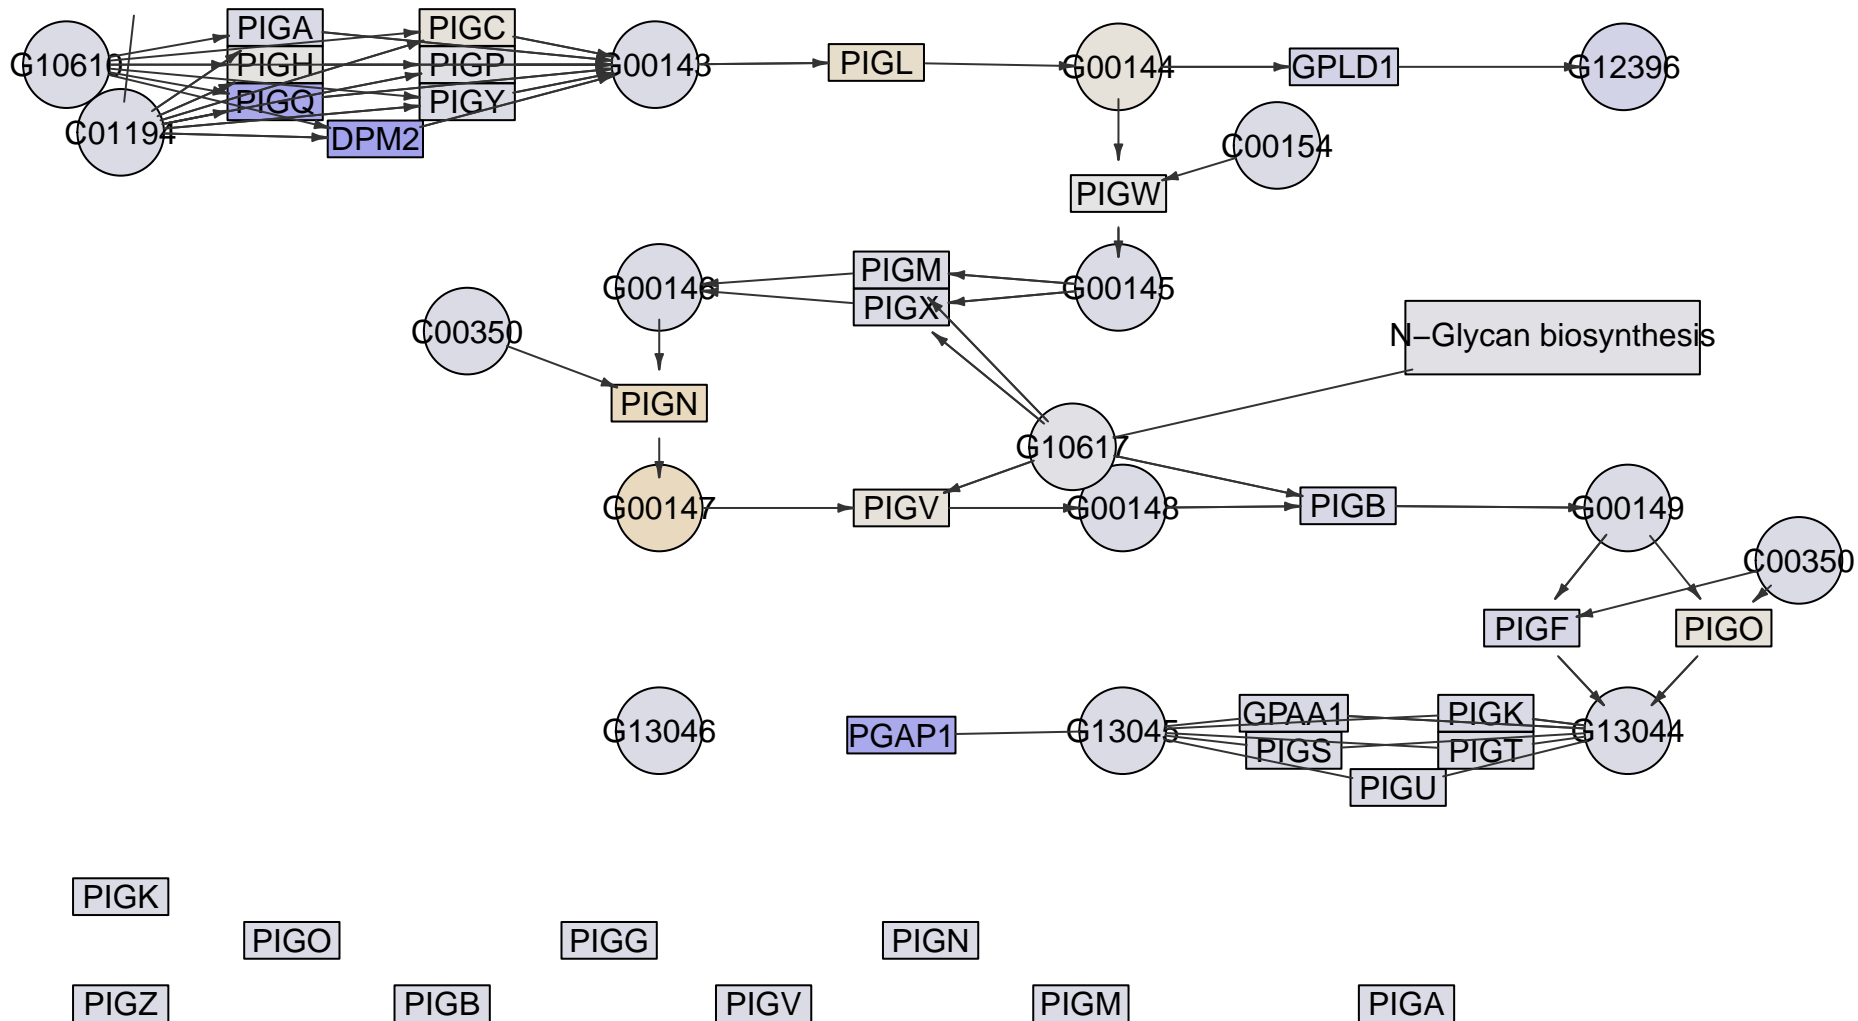 PIGA
PIGC
G10610
PIGH
PIGP
G00143
PIGL
G00144
GPLD1
G12396
PIGQ
PIGY
C01194
DPM2
C00154
PIGW
PIGM
G00146
G00145
PIGX
C00350
N−Glycan biosynthesis
PIGN
G10617
G00147
PIGV
G00148
PIGB
G00149
C00350
PIGF
PIGO
GPAA1
PIGK
G13046
PGAP1
G13045
G13044
PIGS
PIGT
PIGU
PIGK
PIGO
PIGG
PIGN
PIGZ
PIGB
PIGV
PIGM
PIGA